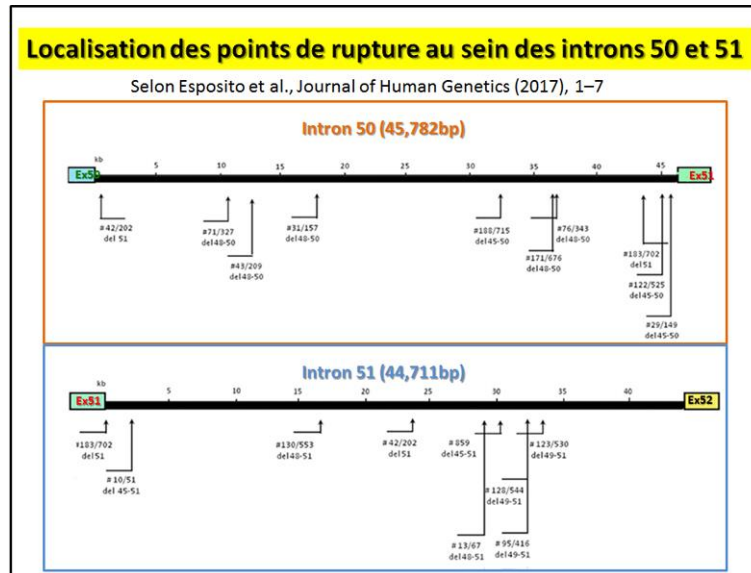 Localisation des points de rupture au sein des introns 50 et 51
Selon Esposito et al., Journal of Human Genetics (2017), 1–7
Intron 50 (45,782bp)
kb 5 10 15 20 25 30 35 40 45
Ex50 Ex51
#42/202
del 51
#71/327
del48-50
#43/209
del48-50
#31/157
del48-50
#188/715
del45-50
#171/676
del48-50
#76/343
del48-50
#183/702
del51
#122/525
del45-50
#29/149
del45-50
Intron 51 (44,711bp)
kb 5 10 15 20 25 30 35 40
Ex51 Ex52
#183/702
del51
#10/51
del 45-51
#130/553
del48-51
#42/202
del51
#859
del45-51
#123/530
del49-51
#128/544
del49-51
#13/67
del48-51
#95/416
del49-51